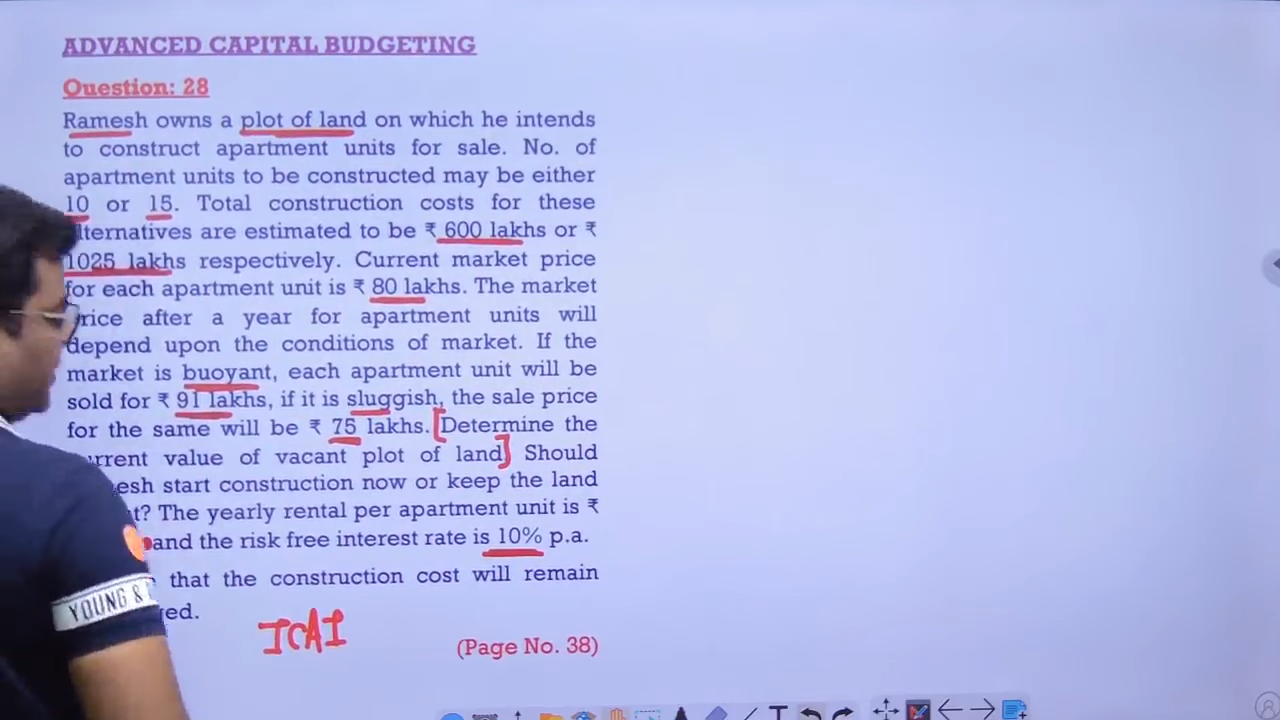 ADVANCED CAPITAL BUDGETING
Question: 28
Ramesh owns a plot of land on which he intends
to construct apartment units for sale. No. of
apartment units to be constructed may be either
10 or 15. Total construction costs for these
lternatives are estimated to be ₹ 600 lakhs or ₹
1025 lakhs respectively. Current market price
for each apartment unit is ₹ 80 lakhs. The market
rice after a year for apartment units will
depend upon the conditions of market. If the
market is buoyant, each apartment unit will be
sold for ₹ 91 lakhs, if it is sluggish, the sale price
for the same will be ₹ 75 lakhs. [Determine the
rrent value of vacant plot of land] Should
esh start construction now or keep the land
t? The yearly rental per apartment unit is ₹
and the risk free interest rate is 10% p.a.
that the construction cost will remain
ed.
ICAI
(Page No. 38)
YOUNG &